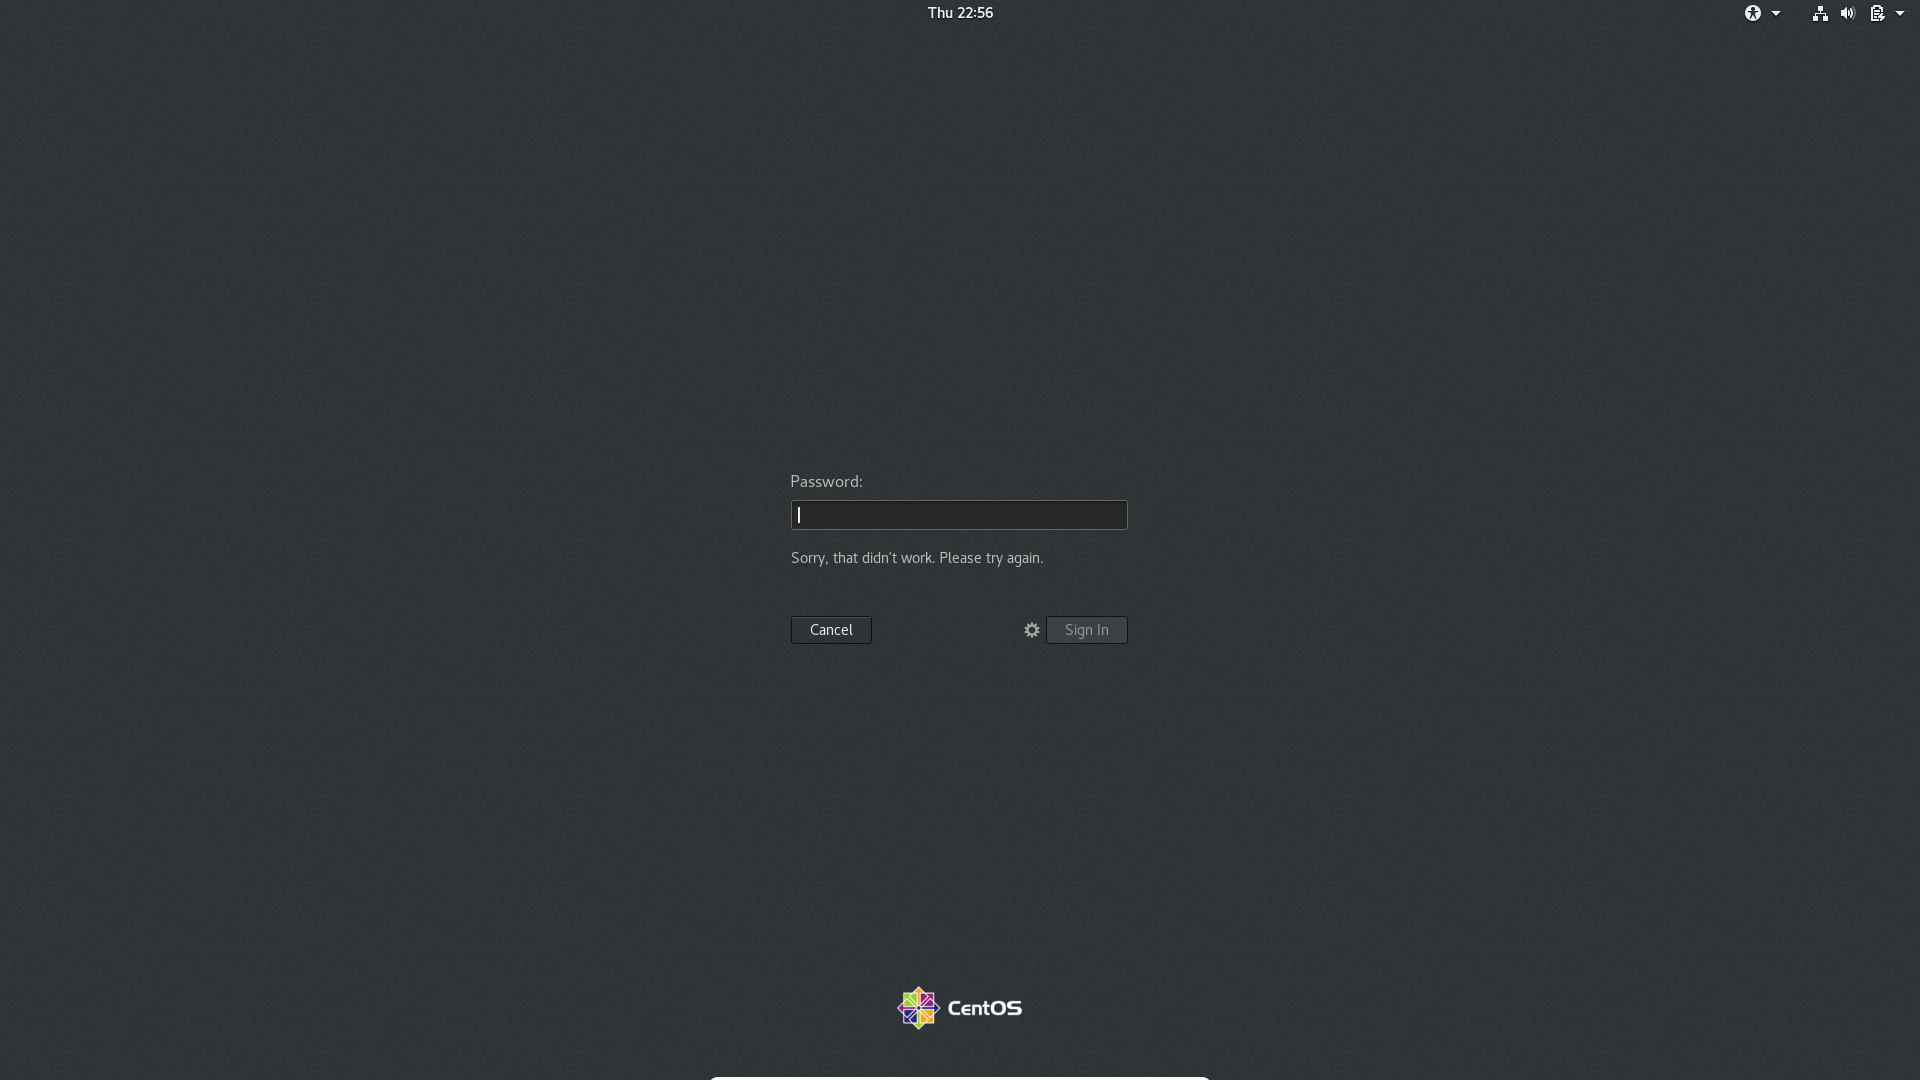 Thu 22:56
Password:
Sorry, that didn't work. Please try again.
Cancel
Sign In
CentOS